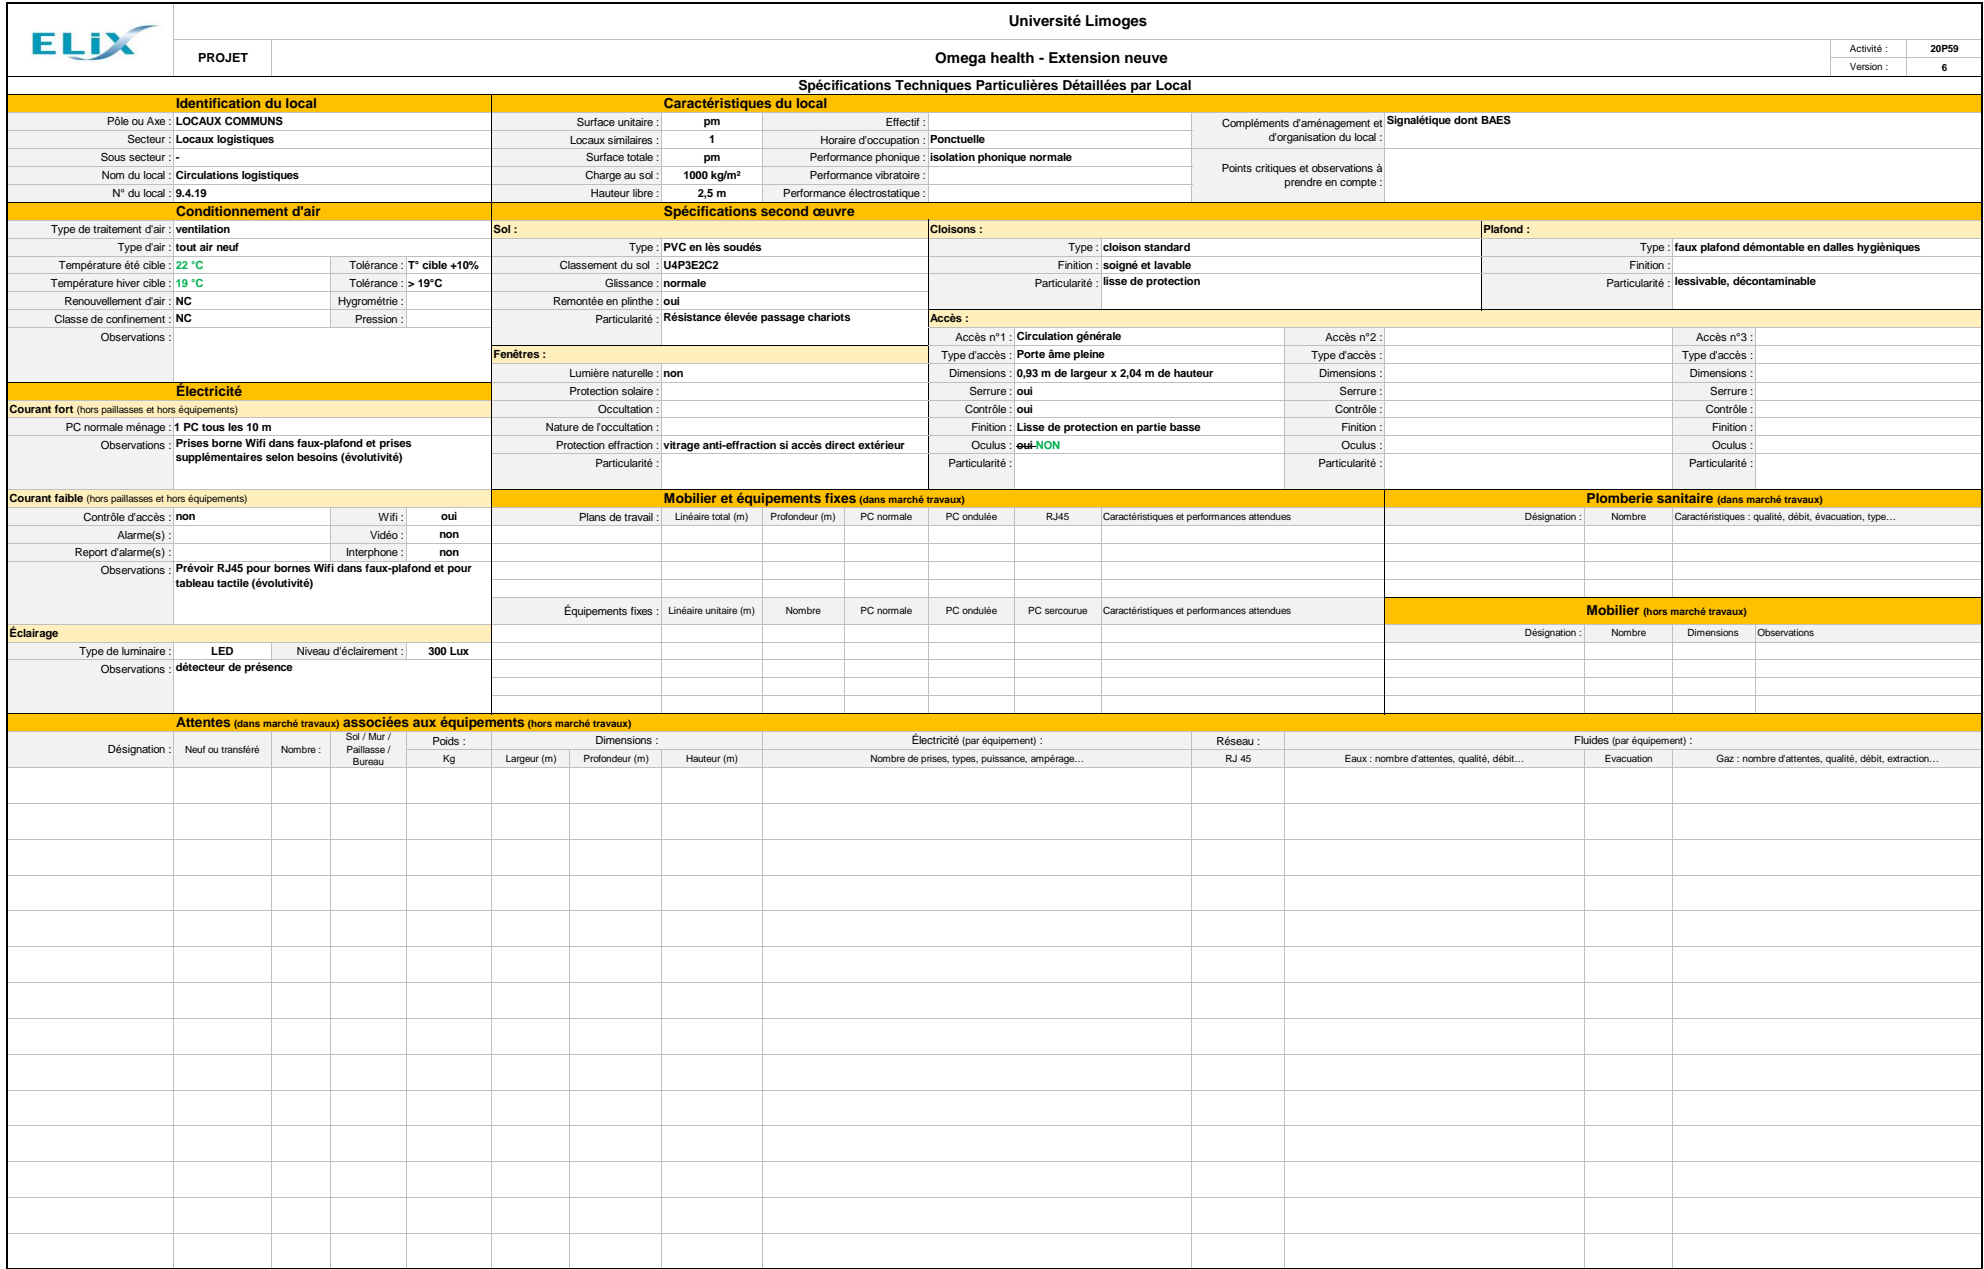 ELiX
Université Limoges
PROJET
Omega health - Extension neuve
Activité : 20P59
Version : 6
Spécifications Techniques Particulières Détaillées par Local
Identification du local
Caractéristiques du local
Pôle ou Axe : LOCAUX COMMUNS
Secteur : Locaux logistiques
Sous secteur : -
Nom du local : Circulations logistiques
N° du local : 9.4.19
Surface unitaire : pm
Locaux similaires : 1
Surface totale : pm
Charge au sol : 1000 kg/m²
Hauteur libre : 2,5 m
Effectif :
Horaire d'occupation : Ponctuelle
Performance phonique : isolation phonique normale
Performance vibratoire :
Performance électrostatique :
Compléments d'aménagement et
d'organisation du local :
Signalétique dont BAES
Points critiques et observations à
prendre en compte :
Conditionnement d'air
Type de traitement d'air : ventilation
Type d'air : tout air neuf
Température été cible : 22 °C Tolérance : T° cible +10%
Température hiver cible : 19 °C Tolérance : > 19°C
Renouvellement d'air : NC Hygrométrie :
Classe de confinement : NC Pression :
Observations :
Spécifications second œuvre
Sol :
Type : PVC en lès soudés
Classement du sol : U4P3E2C2
Glissance : normale
Remontée en plinthe : oui
Particularité : Résistance élevée passage chariots
Cloisons :
Type : cloison standard
Finition : soigné et lavable
Particularité : lisse de protection
Plafond :
Type : faux plafond démontable en dalles hygièniques
Finition :
Particularité : lessivable, décontaminable
Fenêtres :
Lumière naturelle : non
Protection solaire :
Occultation :
Nature de l'occultation :
Protection effraction : vitrage anti-effraction si accès direct extérieur
Particularité :
Accès :
Accès n°1 : Circulation générale
Type d'accès : Porte âme pleine
Dimensions : 0,93 m de largeur x 2,04 m de hauteur
Serrure : oui
Contrôle : oui
Finition : Lisse de protection en partie basse
Oculus : oui NON
Particularité :
Accès n°2 :
Type d'accès :
Dimensions :
Serrure :
Contrôle :
Finition :
Oculus :
Particularité :
Accès n°3 :
Type d'accès :
Dimensions :
Serrure :
Contrôle :
Finition :
Oculus :
Particularité :
Électricité
Courant fort (hors paillasses et hors équipements)
PC normale ménage : 1 PC tous les 10 m
Observations : Prises borne Wifi dans faux-plafond et prises
supplémentaires selon besoins (évolutivité)
Courant faible (hors paillasses et hors équipements)
Contrôle d'accès : non Wifi : oui
Alarme(s) : Vidéo : non
Report d'alarme(s) : Interphone : non
Observations : Prévoir RJ45 pour bornes Wifi dans faux-plafond et pour
tableau tactile (évolutivité)
Éclairage
Type de luminaire : LED Niveau d'éclairement : 300 Lux
Observations : détecteur de présence
Mobilier et équipements fixes (dans marché travaux)
Plans de travail : Linéaire total (m) Profondeur (m) PC normale PC ondulée RJ45 Caractéristiques et performances attendues
Équipements fixes : Linéaire unitaire (m) Nombre PC normale PC ondulée PC sercourue Caractéristiques et performances attendues
Plomberie sanitaire (dans marché travaux)
Désignation : Nombre Caractéristiques : qualité, débit, évacuation, type…
Mobilier (hors marché travaux)
Désignation : Nombre Dimensions Observations
Attentes (dans marché travaux) associées aux équipements (hors marché travaux)
Désignation : Neuf ou transféré Nombre :
Sol / Mur /
Paillasse /
Bureau
Poids :
Kg
Dimensions :
Largeur (m) Profondeur (m) Hauteur (m)
Électricité (par équipement) :
Nombre de prises, types, puissance, ampérage…
Réseau :
RJ 45
Fluides (par équipement) :
Eaux : nombre d'attentes, qualité, débit… Evacuation Gaz : nombre d'attentes, qualité, débit, extraction…